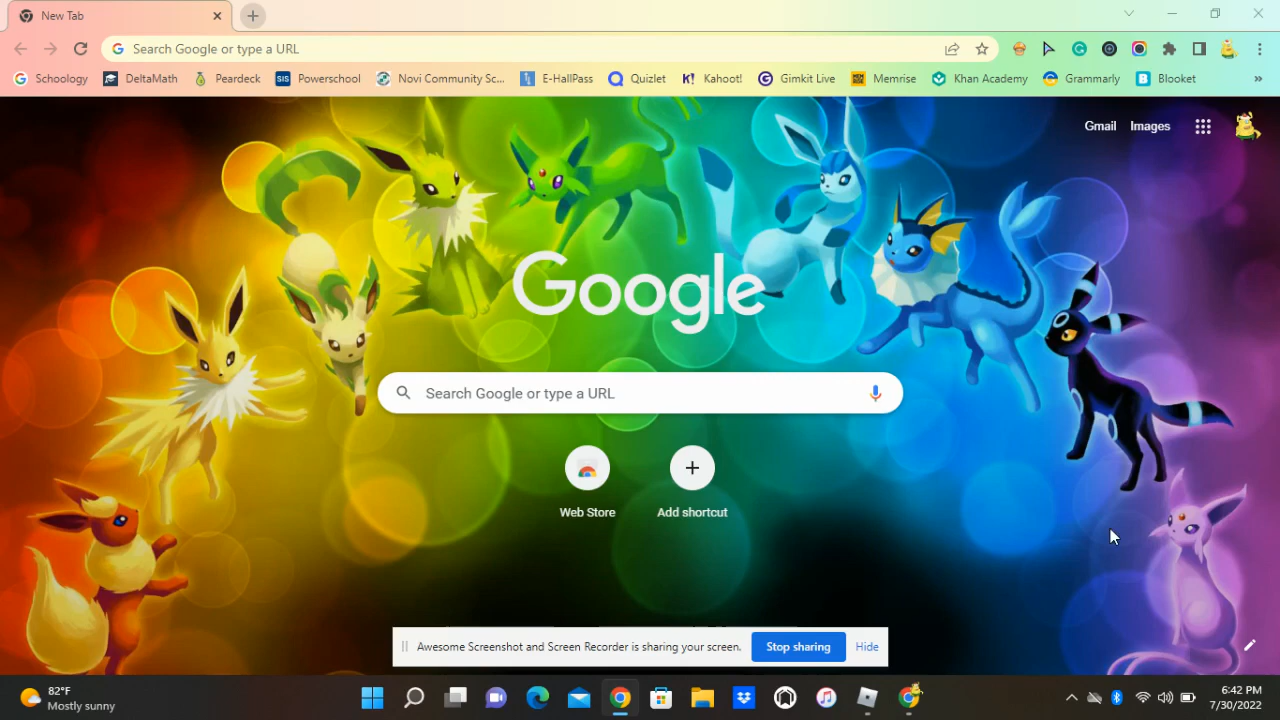 New Tab
Search Google or type a URL
Schoology DeltaMath Peardeck SIS Powerschool Novi Community Sc... E-HallPass Quizlet K! Kahoot! Gimkit Live Memrise Khan Academy Grammarly B Blooket »
Gmail Images
Google
Search Google or type a URL
Web Store Add shortcut
Awesome Screenshot and Screen Recorder is sharing your screen. Stop sharing Hide
82°F
Mostly sunny
6:42 PM
7/30/2022